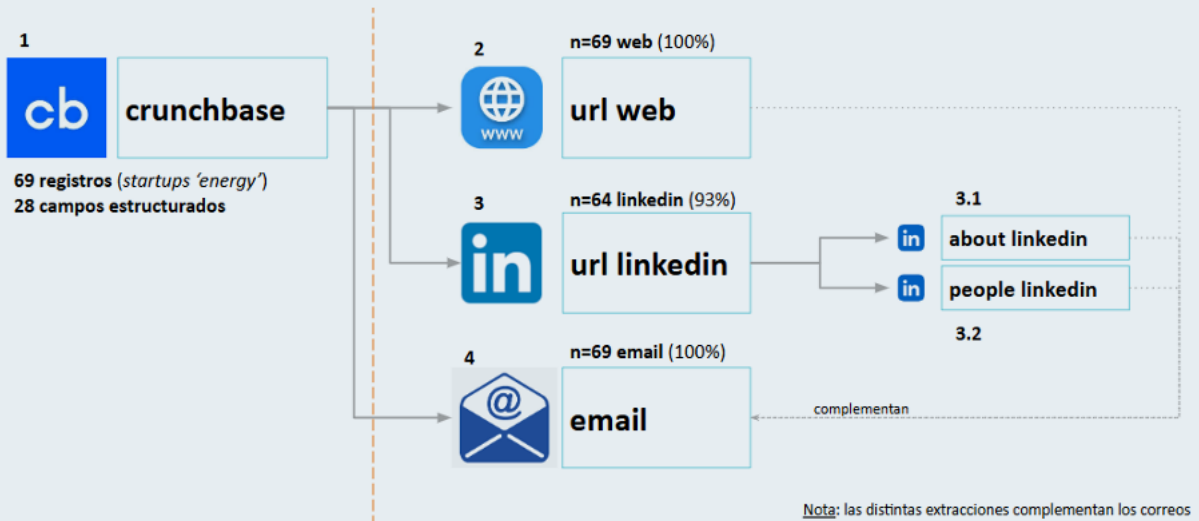 1
cb
crunchbase
69 registros (startups ‘energy’)
28 campos estructurados
2
www
n=69 web (100%)
url web
3
in
n=64 linkedin (93%)
url linkedin
3.1
in
about linkedin
in
people linkedin
3.2
4
@
n=69 email (100%)
email
complementan
Nota: las distintas extracciones complementan los correos